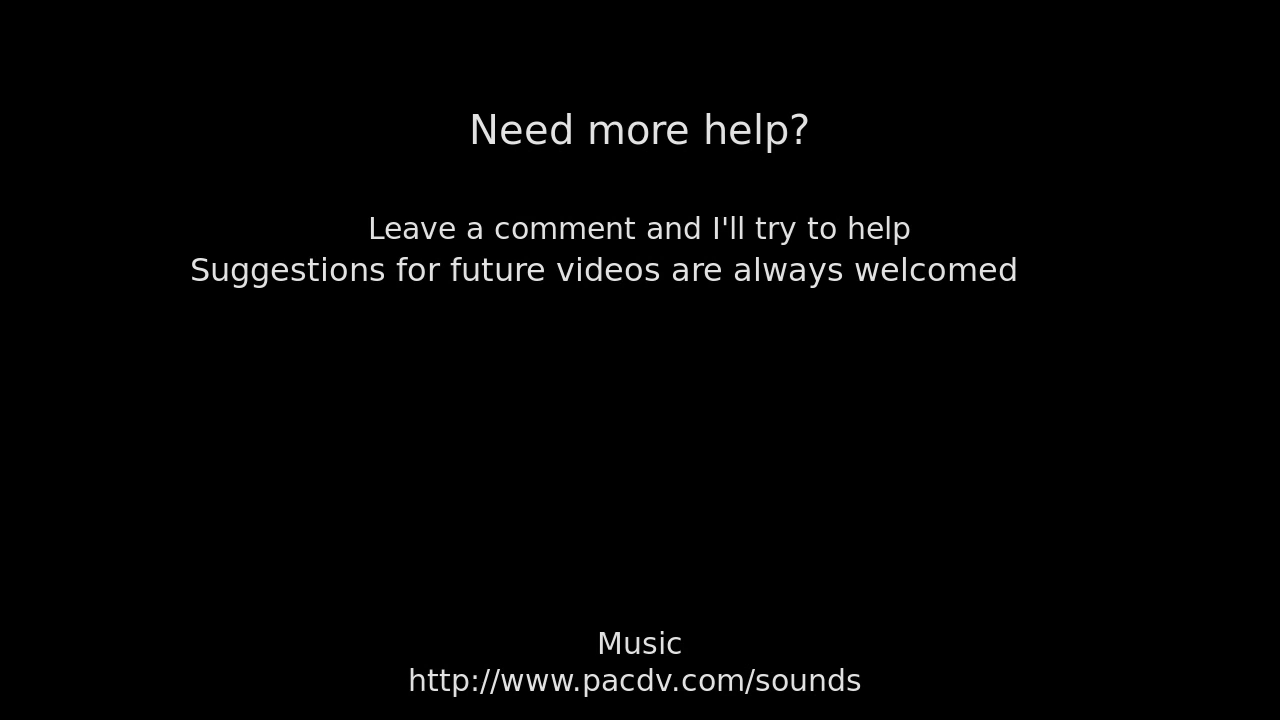 Need more help?
Leave a comment and I'll try to help
Suggestions for future videos are always welcomed
Music
http://www.pacdv.com/sounds